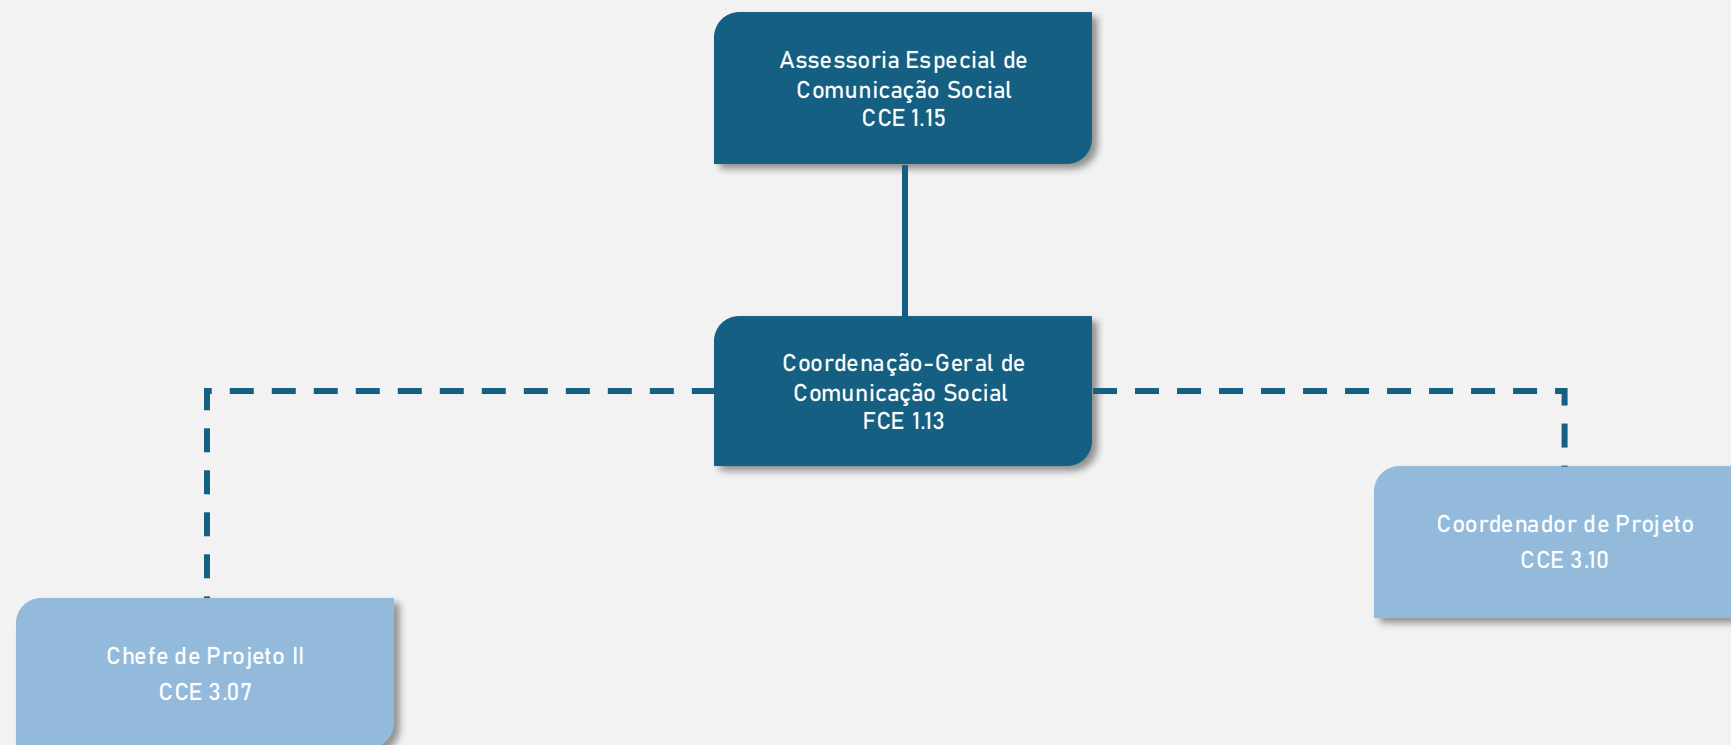 Assessoria Especial de
Comunicação Social
CCE 1.15
Coordenação-Geral de
Comunicação Social
FCE 1.13
Coordenador de Projeto
CCE 3.10
Chefe de Projeto II
CCE 3.07